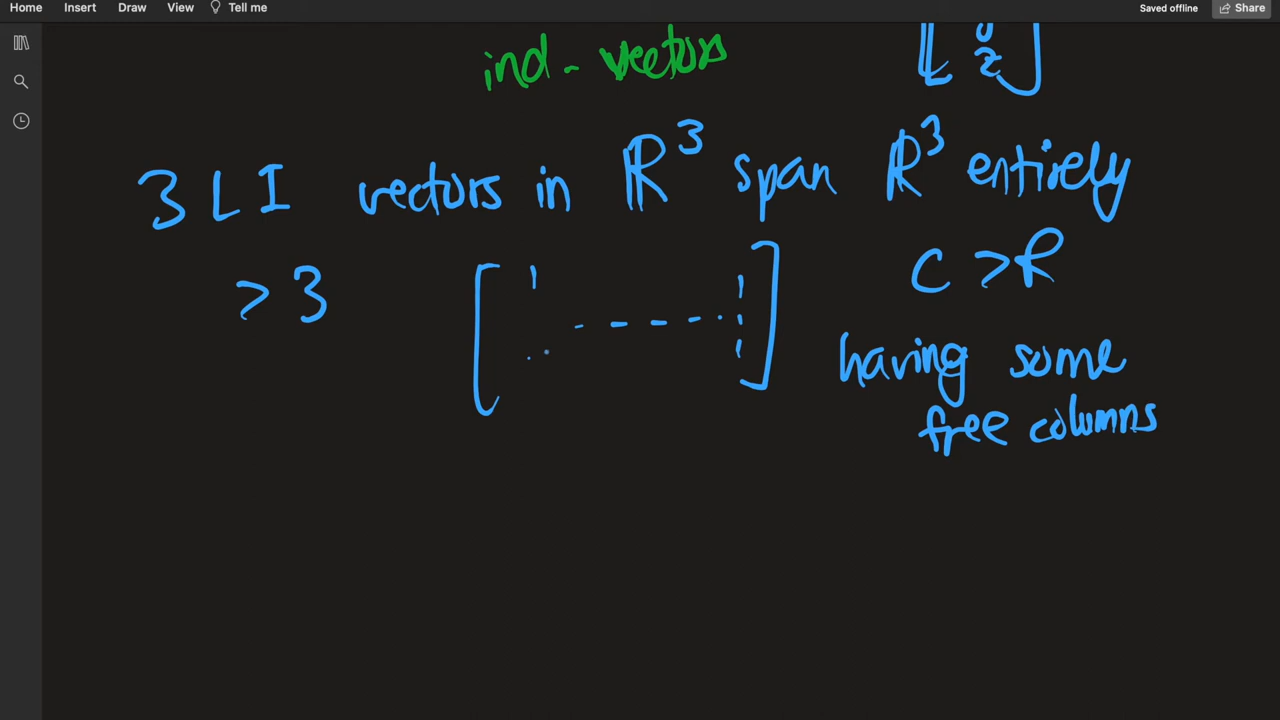 Home Insert Draw View Tell me Saved offline Share
ind. vectors
z
3 LI vectors in ℝ³ span ℝ³ entirely
> 3 C > R
having some
free columns